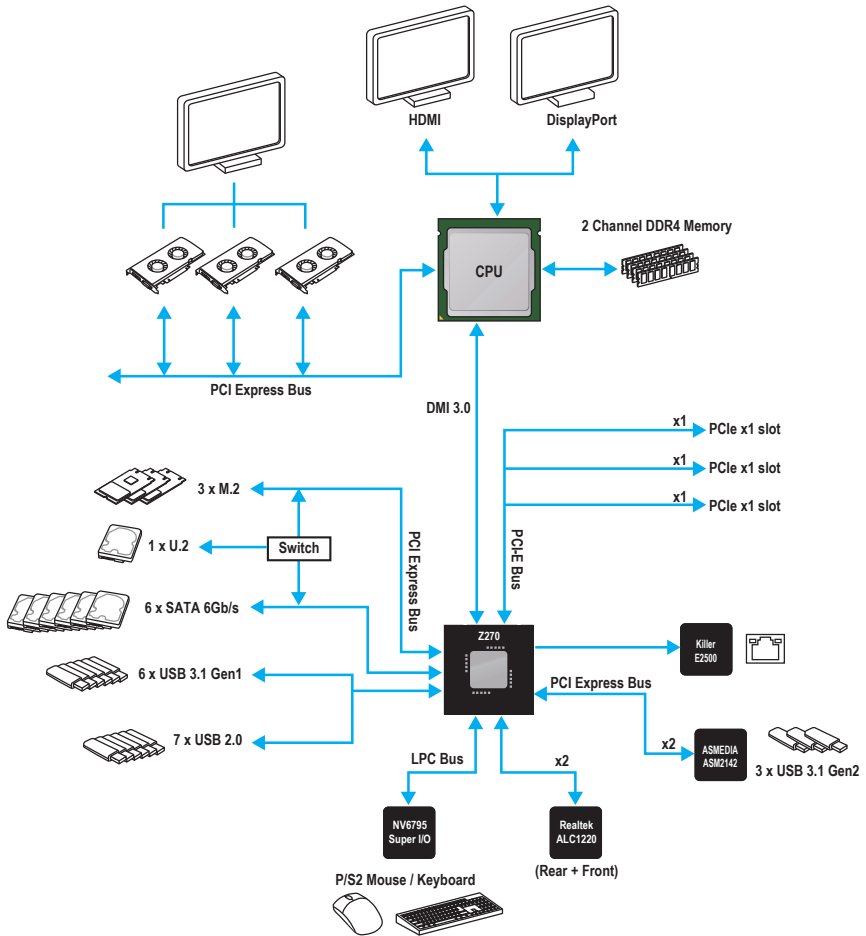 HDMI
DisplayPort
2 Channel DDR4 Memory
CPU
PCI Express Bus
DMI 3.0
x1
PCIe x1 slot
x1
PCIe x1 slot
x1
PCIe x1 slot
3 x M.2
1 x U.2
Switch
PCI Express Bus
PCI-E Bus
6 x SATA 6Gb/s
Z270
Killer
E2500
6 x USB 3.1 Gen1
PCI Express Bus
7 x USB 2.0
x2
ASMEDIA
ASM2142
3 x USB 3.1 Gen2
LPC Bus
x2
NV6795
Super I/O
Realtek
ALC1220
(Rear + Front)
P/S2 Mouse / Keyboard